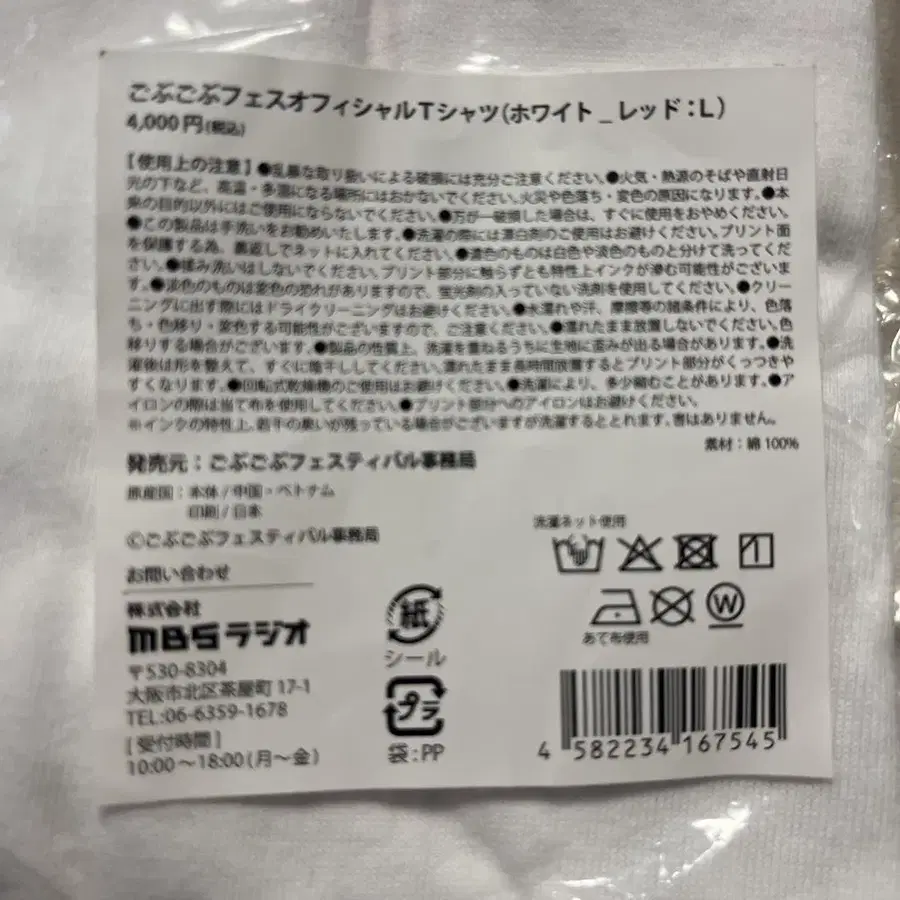 ごぶごぶフェスオフィシャルTシャツ(ホワイト_レッド:L)
4,000円(税込)
【使用上の注意】●乱暴な取り扱いによる破損には充分ご注意ください。●火気・熱源のそばや直射日
光の下など、高温・多湿になる場所にはおかないでください。火災や色落ち・変色の原因になります。●本
来の目的以外にはご使用にならないでください。●万が一破損した場合は、すぐに使用をおやめください。
●この製品は手洗いをお勧めいたします。●洗濯の際には漂白剤のご使用はお避けください。プリント面
を保護する為、裏返しでネットに入れてください。●濃色のものは白色や淡色のものと分けて洗ってくだ
さい。●揉み洗いはしないでください。プリント部分に触らずとも特性上インクが滲む可能性がございま
す。●淡色のものは変色の恐れがありますので、蛍光剤の入っていない洗剤を使用してください。●クリー
ニングに出す際にはドライクリーニングはお避けください。●水濡れや汗、摩擦等の諸条件により、色落
ち・色移り・変色する可能性がございますので、ご注意ください。●濡れたまま放置しないでください。色
移りする場合がございます。●製品の性質上、洗濯を重ねるうちに生地に歪みが出る場合があります。●洗
濯後は形を整えて、すぐに陰干ししてください。濡れたまま長時間放置するとプリント部分がくっつきや
すくなります。●回転式乾燥機のご使用はお避けください。●洗濯により、多少縮むことがあります。●ア
イロンの際は当て布を使用してください。●プリント部分へのアイロンはお避けください。
※インクの特性上、若干の臭いが残っている場合がございますが洗濯するととれます。害はありません。
素材:綿100%
発売元:ごぶごぶフェスティバル事務局
原産国:本体/中国・ベトナム
印刷/日本
©ごぶごぶフェスティバル事務局
お問い合わせ
株式会社
MBSラジオ
〒530-8304
大阪市北区茶屋町17-1
TEL:06-6359-1678
[受付時間]
10:00～18:00(月～金)
紙
シール
プラ
袋:PP
洗濯ネット使用
W
あて布使用
4 582234 167545